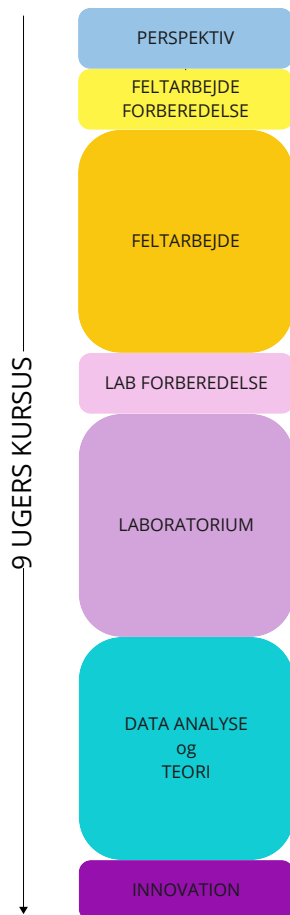 9 UGERS KURSUS
PERSPEKTIV
FELTARBEJDE
FORBEREDELSE
FELTARBEJDE
LAB FORBEREDELSE
LABORATORIUM
DATA ANALYSE
og
TEORI
INNOVATION